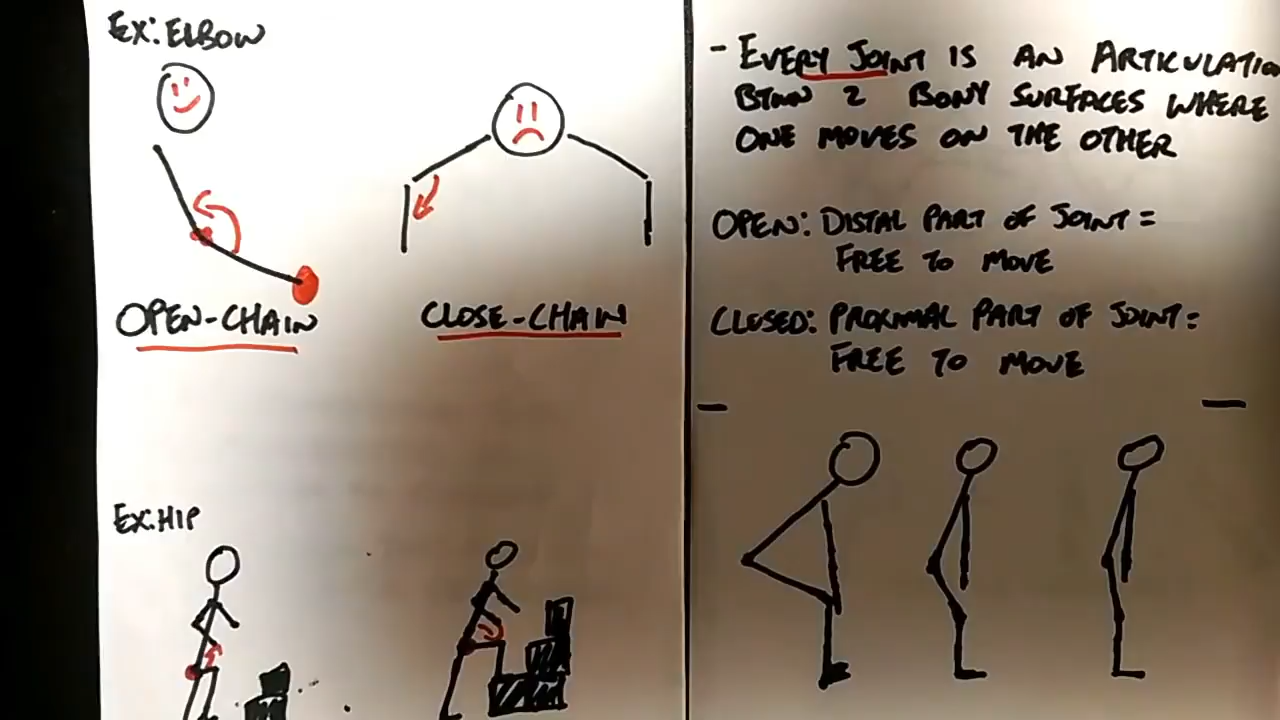 EX: ELBOW
OPEN-CHAIN
CLOSE-CHAIN
EX: HIP
- EVERY JOINT IS AN ARTICULATIO
BTWN 2 BONY SURFACES WHERE
ONE MOVES ON THE OTHER
OPEN: DISTAL PART OF JOINT =
FREE TO MOVE
CLOSED: PROXIMAL PART OF JOINT =
FREE TO MOVE